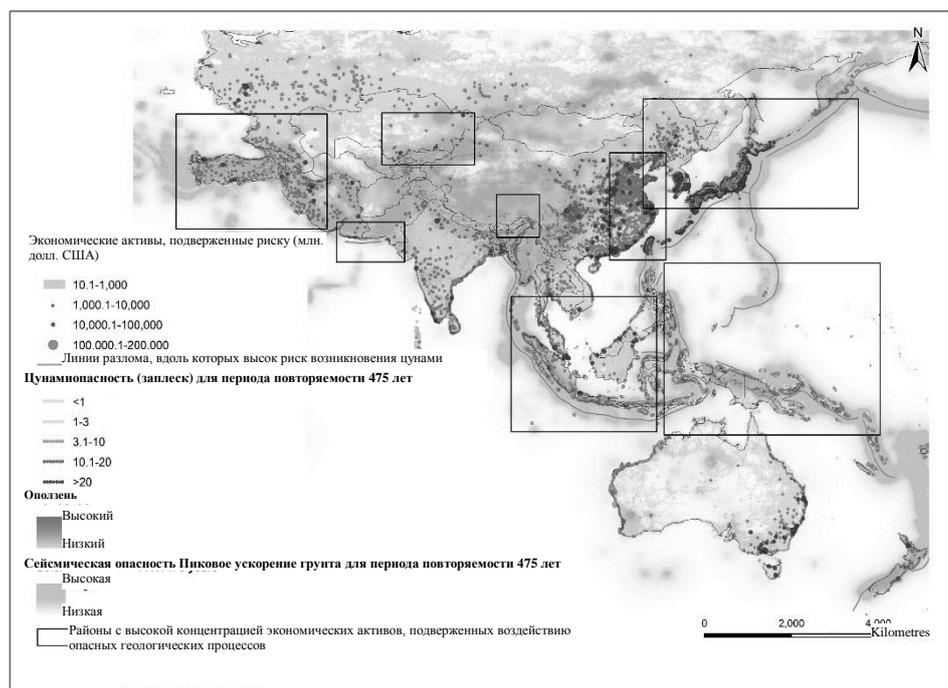 N
Экономические активы, подверженные риску (млн.
долл. США)
10.1-1,000
1,000.1-10,000
10,000.1-100,000
100.000.1-200.000
Линии разлома, вдоль которых высок риск возникновения цунами
Цунамиопасность (заплеск) для периода повторяемости 475 лет
<1
1-3
3.1-10
10.1-20
>20
Оползень
Высокий
Низкий
Сейсмическая опасность Пиковое ускорение грунта для периода повторяемости 475 лет
Высокая
Низкая
Районы с высокой концентрацией экономических активов, подверженных воздействию
опасных геологических процессов
0 2,000
Kilometres